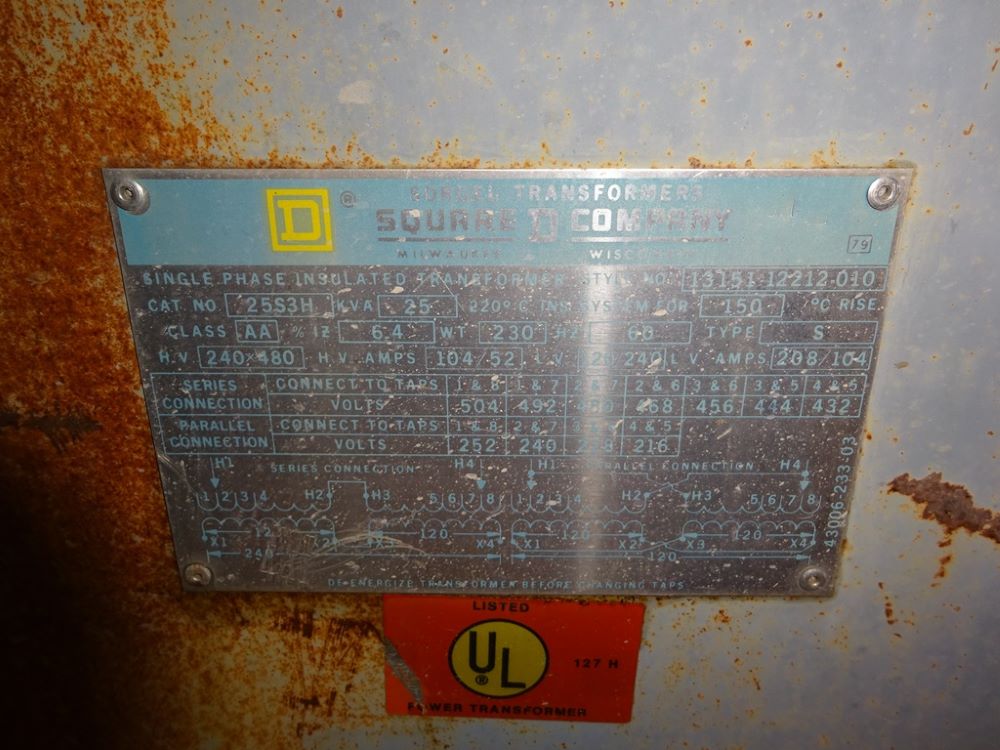 D ® SORGEL TRANSFORMERS
SQUARE D COMPANY
MILWAUKEE WISCONSIN 79
SINGLE PHASE INSULATED TRANSFORMER STYLE NO. 13151-12212-010
CAT. NO 25S3H KVA 25 220°C INS. SYSTEM FOR 150 °C RISE
CLASS AA % IZ 6.4 WT 230 HZ 60 TYPE S
H.V. 240×480 H.V. AMPS 104/52 L.V. 120/240 L.V. AMPS 208/104
SERIES CONNECTION CONNECT TO TAPS 1 & 8 1 & 7 2 & 7 2 & 6 3 & 6 3 & 5 4 & 5
VOLTS 504 492 480 468 456 444 432
PARALLEL CONNECTION CONNECT TO TAPS 1 & 8 2 & 7 3 & 6 4 & 5
VOLTS 252 240 228 216
H1 SERIES CONNECTION H4 H1 PARALLEL CONNECTION H4
1 2 3 4 H2 H3 5 6 7 8 1 2 3 4 H2 H3 5 6 7 8
120 120 120
X1 X2 X3 X4 X1 X2 X3 X4
240 120
DE-ENERGIZE TRANSFORMER BEFORE CHANGING TAPS
43006-233-03
LISTED
UL ® 127 H
POWER TRANSFORMER